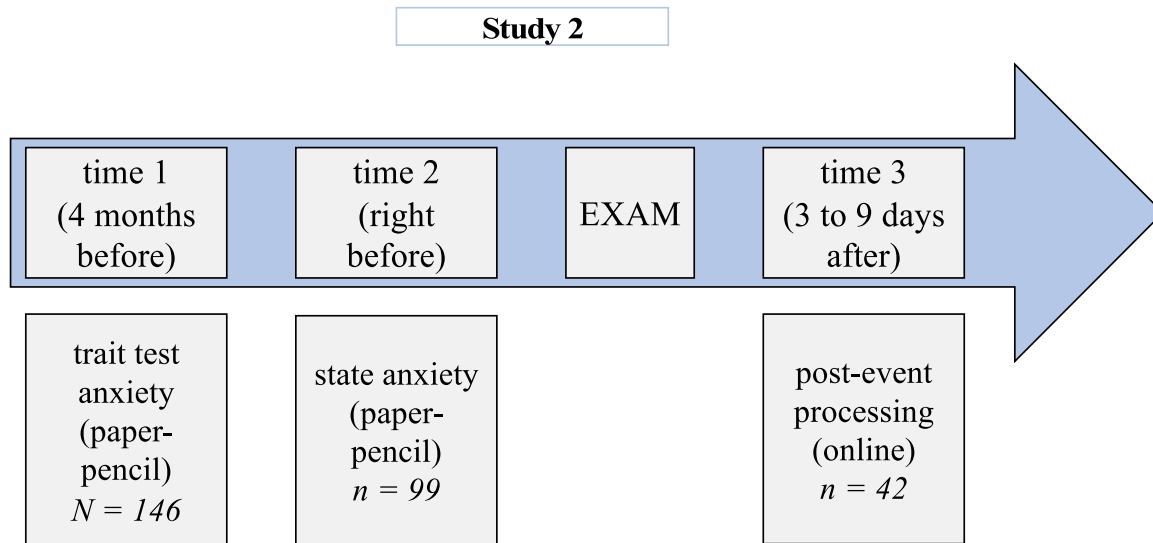 Study 2
time 1
(4 months
before)
time 2
(right
before)
EXAM
time 3
(3 to 9 days
after)
trait test
anxiety
(paper-
pencil)
N = 146
state anxiety
(paper-
pencil)
n = 99
post-event
processing
(online)
n = 42